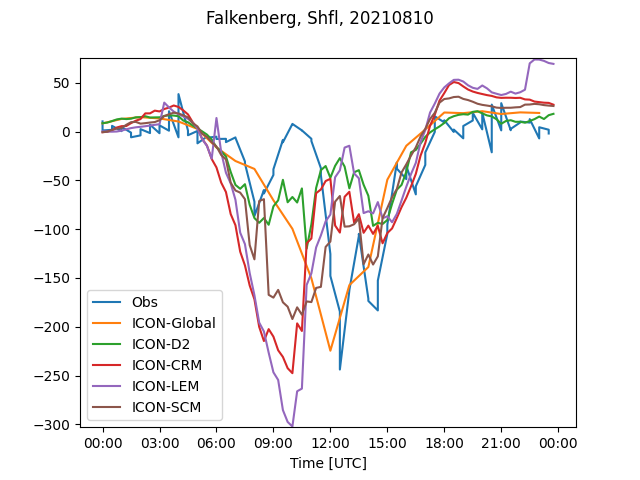 Falkenberg, Shfl, 20210810
50
0
−50
−100
−150
−200
−250
−300
Obs
ICON-Global
ICON-D2
ICON-CRM
ICON-LEM
ICON-SCM
00:00 03:00 06:00 09:00 12:00 15:00 18:00 21:00 00:00
Time [UTC]